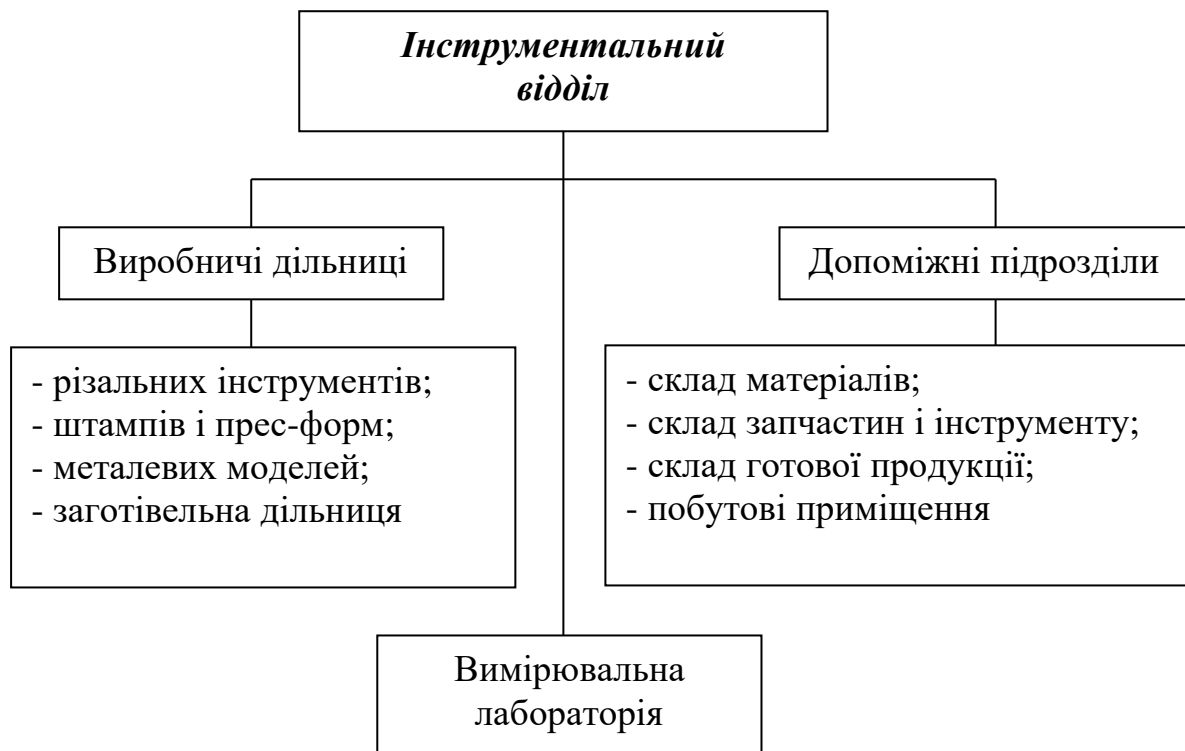 Інструментальний
відділ
Виробничі дільниці
Допоміжні підрозділи
- різальних інструментів;
- штампів і прес-форм;
- металевих моделей;
- заготівельна дільниця
- склад матеріалів;
- склад запчастин і інструменту;
- склад готової продукції;
- побутові приміщення
Вимірювальна
лабораторія